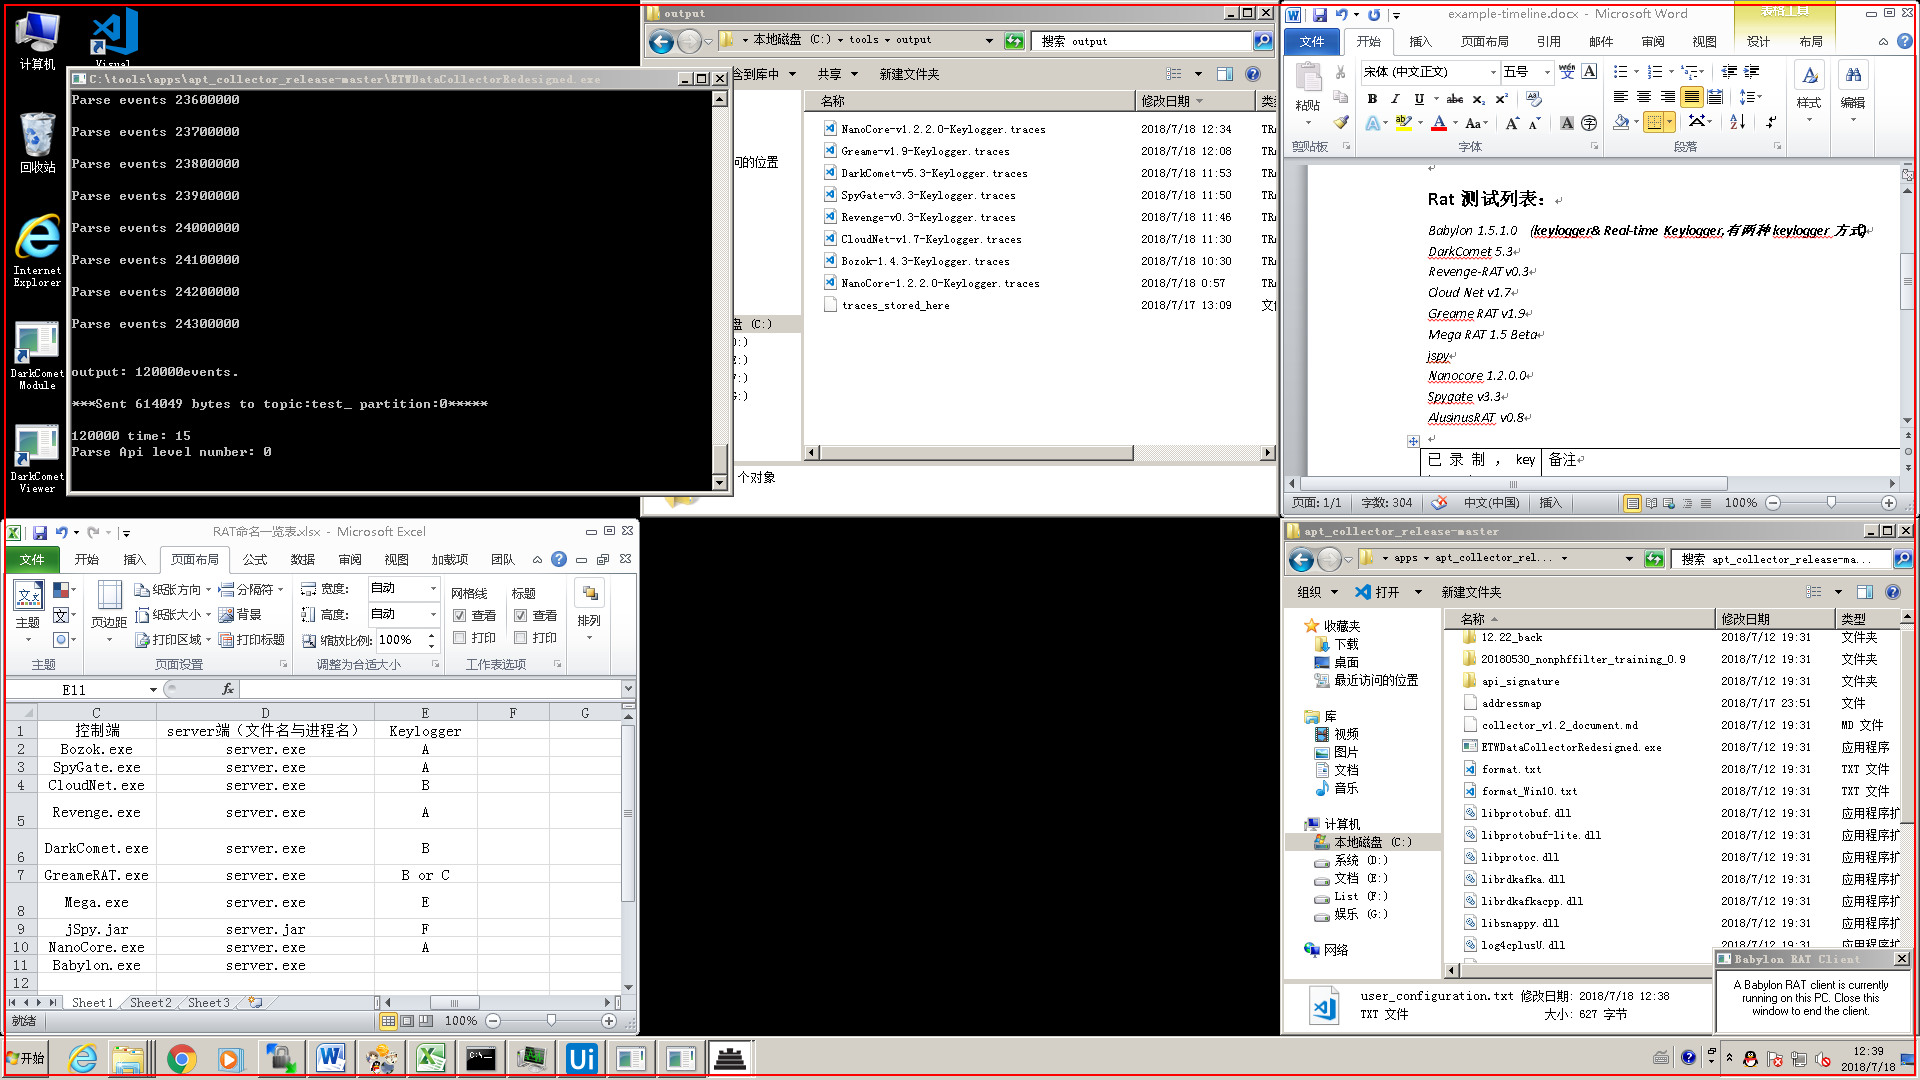 计算机
Visual
回收站
Internet
Explorer
DarkComet
Module
DarkComet
Viewer
C:\tools\apps\apt_collector_release-master\ETWDataCollectorRedesigned.exe
Parse events 23600000
Parse events 23700000
Parse events 23800000
Parse events 23900000
Parse events 24000000
Parse events 24100000
Parse events 24200000
Parse events 24300000
output: 120000events.
***Sent 614049 bytes to topic:test_ partition:0*****
120000 time: 15
Parse Api level number: 0
output
本地磁盘 (C:) tools output
搜索 output
含到库中 共享 新建文件夹
名称 修改日期
NanoCore-v1.2.2.0-Keylogger.traces 2018/7/18 12:34 TRA
Greame-v1.9-Keylogger.traces 2018/7/18 12:08 TRA
DarkComet-v5.3-Keylogger.traces 2018/7/18 11:53 TRA
SpyGate-v3.3-Keylogger.traces 2018/7/18 11:50 TRA
Revenge-v0.3-Keylogger.traces 2018/7/18 11:46 TRA
CloudNet-v1.7-Keylogger.traces 2018/7/18 11:30 TRA
Bozok-1.4.3-Keylogger.traces 2018/7/18 10:30 TRA
NanoCore-1.2.2.0-Keylogger.traces 2018/7/18 0:57 TRA
traces_stored_here 2018/7/17 13:09
问的位置
盘 (C:)
个对象
example-timeline.docx - Microsoft Word
表格工具
文件 开始 插入 页面布局 引用 邮件 审阅 视图 设计 布局
宋体 (中文正文) 五号
粘贴
样式 编辑
剪贴板 字体 段落
Rat 测试列表：
Babylon 1.5.1.0 (keylogger& Real-time Keylogger,有两种 keylogger 方式)
DarkComet 5.3
Revenge-RAT v0.3
Cloud Net v1.7
Greame RAT v1.9
Mega RAT 1.5 Beta
jspy
Nanocore 1.2.0.0
Spygate v3.3
AlusinusRAT v0.8
已录制，key 备注
页面: 1/1 字数: 304 中文(中国) 插入 100%
RAT命名一览表.xlsx - Microsoft Excel
文件 开始 插入 页面布局 公式 数据 审阅 视图 加载项 团队
主题 页边距
纸张方向 分隔符
纸张大小 背景
打印区域 打印标题
宽度: 自动
高度: 自动
缩放比例: 100%
网格线 标题
查看 查看
打印 打印
排列
主题 页面设置 调整为合适大小 工作表选项
E11 fx
C D E F G
1 控制端 server端（文件名与进程名） Keylogger
2 Bozok.exe server.exe A
3 SpyGate.exe server.exe A
4 CloudNet.exe server.exe B
5 Revenge.exe server.exe A
6 DarkComet.exe server.exe B
7 GreameRAT.exe server.exe B or C
8 Mega.exe server.exe E
9 jSpy.jar server.jar F
10 NanoCore.exe server.exe A
11 Babylon.exe server.exe
12
Sheet1 Sheet2 Sheet3
就绪 100%
apt_collector_release-master
apps apt_collector_rel...
搜索 apt_collector_release-ma...
组织 打开 新建文件夹
收藏夹
下载
桌面
最近访问的位置
库
视频
图片
文档
音乐
计算机
本地磁盘 (C:)
系统 (D:)
文档 (E:)
List (F:)
娱乐 (G:)
网络
名称 修改日期 类型
12.22_back 2018/7/12 19:31 文件夹
20180530_nonphffilter_training_0.9 2018/7/12 19:31 文件夹
api_signature 2018/7/12 19:31 文件夹
addressmap 2018/7/17 23:51 文件
collector_v1.2_document.md 2018/7/12 19:31 MD 文件
ETWDataCollectorRedesigned.exe 2018/7/12 19:31 应用程序
format.txt 2018/7/12 19:31 TXT 文件
format_Win10.txt 2018/7/12 19:31 TXT 文件
libprotobuf.dll 2018/7/12 19:31 应用程序扩
libprotobuf-lite.dll 2018/7/12 19:31 应用程序扩
libprotoc.dll 2018/7/12 19:31 应用程序扩
librdkafka.dll 2018/7/12 19:31 应用程序扩
librdkafkacpp.dll 2018/7/12 19:31 应用程序扩
libsnappy.dll 2018/7/12 19:31 应用程序扩
log4cplusU.dll 2018/7/12 19:31 应用程序扩
user_configuration.txt 修改日期: 2018/7/18 12:38
TXT 文件 大小: 627 字节
Babylon RAT Client
A Babylon RAT client is currently
running on this PC. Close this
window to end the client.
开始
Ui
12:39
2018/7/18